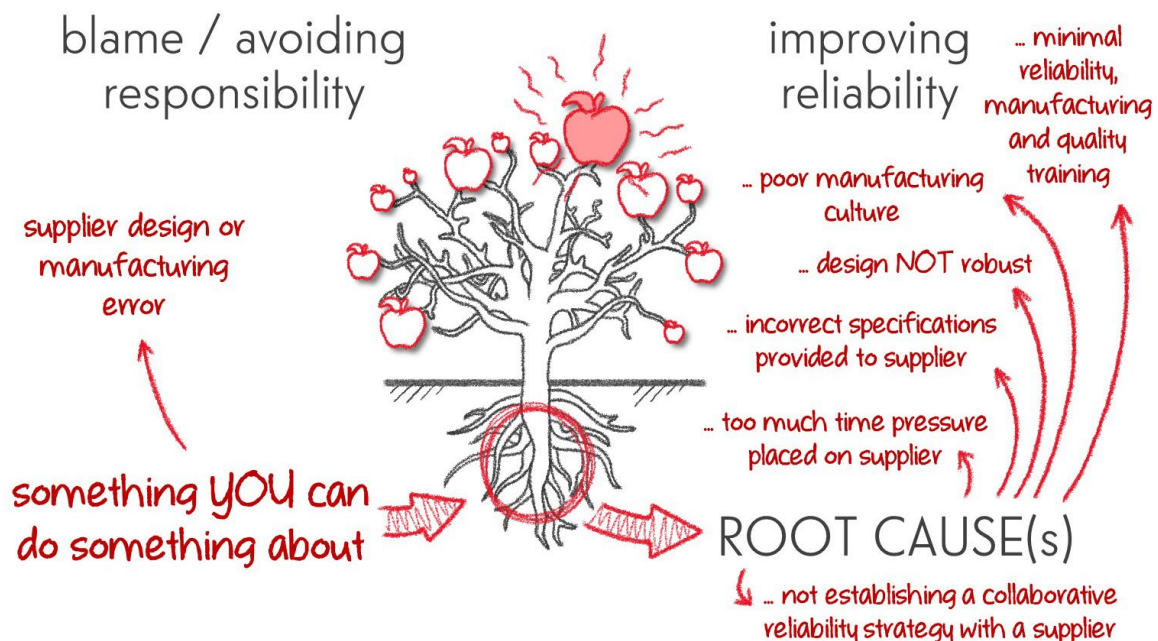 blame / avoiding
responsibility
improving
reliability
... minimal
reliability,
manufacturing
and quality
training
... poor manufacturing
culture
supplier design or
manufacturing
error
... design NOT robust
... incorrect specifications
provided to supplier
... too much time pressure
placed on supplier
something YOU can
do something about
ROOT CAUSE(s)
... not establishing a collaborative
reliability strategy with a supplier